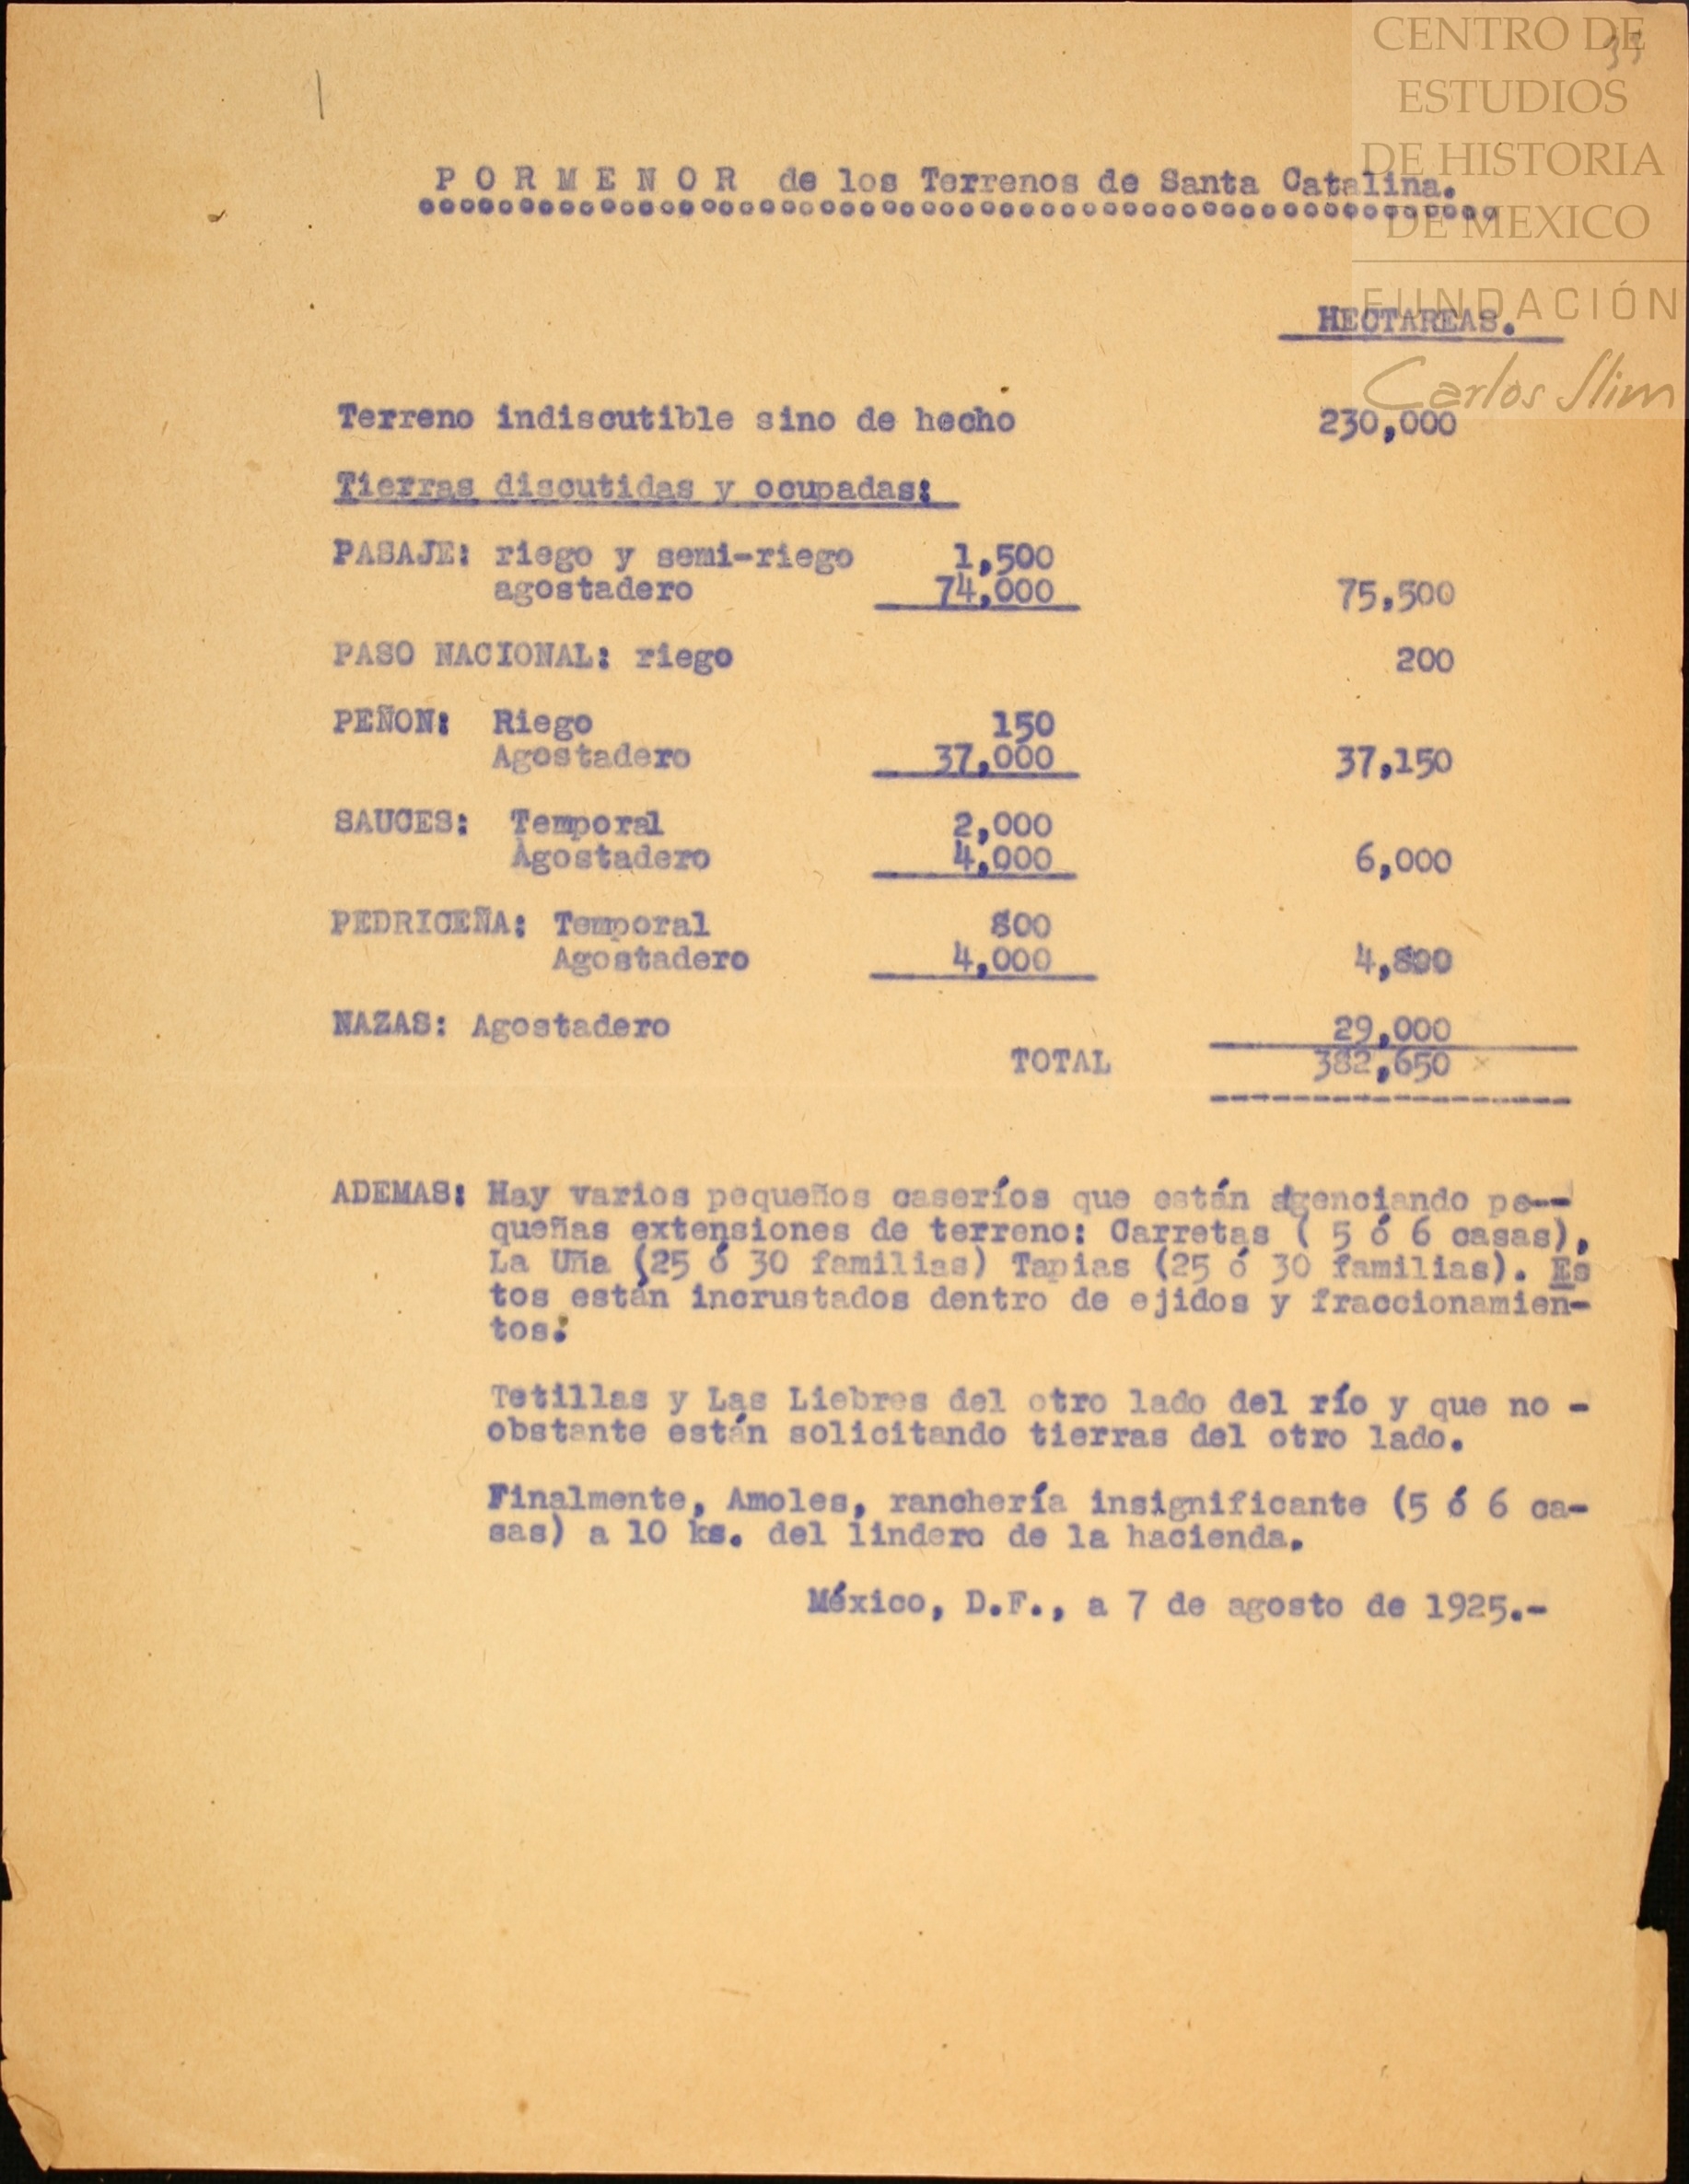 CENTRO DE
ESTUDIOS
DE HISTORIA
DE MEXICO
FUNDACIÓN
Carlos Slim
P O R M E N O R de los Terrenos de Santa Catalina.
HECTAREAS.
Terreno indiscutible sino de hecho 230,000
Tierras discutidas y ocupadas:
PASAJE: riego y semi-riego 1,500
agostadero 74,000 75,500
PASO NACIONAL: riego 200
PEÑON: Riego 150
Agostadero 37,000 37,150
SAUCES: Temporal 2,000
Agostadero 4,000 6,000
PEDRICEÑA: Temporal 800
Agostadero 4,000 4,800
NAZAS: Agostadero 29,000
TOTAL 382,650
ADEMAS: Hay varios pequeños caseríos que están agenciando pe--
queñas extensiones de terreno: Carretas ( 5 ó 6 casas),
La Uña (25 ó 30 familias) Tapias (25 ó 30 familias). Es
tos están incrustados dentro de ejidos y fraccionamien-
tos.
Tetillas y Las Liebres del otro lado del río y que no -
obstante están solicitando tierras del otro lado.
Finalmente, Amoles, ranchería insignificante (5 ó 6 ca-
sas) a 10 ks. del lindero de la hacienda.
México, D.F., a 7 de agosto de 1925.-